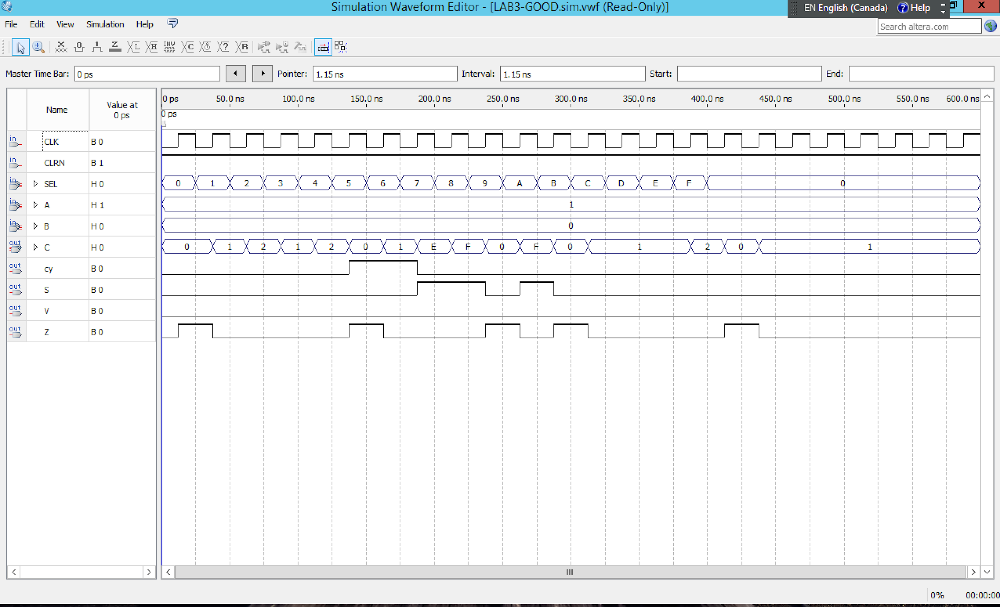 Simulation Waveform Editor - [LAB3-GOOD.sim.vwf (Read-Only)]
EN English (Canada) ? Help
File Edit View Simulation Help
Search altera.com
X 0 1 Z XL XH INV XC X? XR
Master Time Bar: 0 ps Pointer: 1.15 ns Interval: 1.15 ns Start: End:
Name Value at 0 ps
0 ps 50.0 ns 100.0 ns 150.0 ns 200.0 ns 250.0 ns 300.0 ns 350.0 ns 400.0 ns 450.0 ns 500.0 ns 550.0 ns 600.0 ns
0 ps
in CLK B 0
in CLRN B 1
in SEL H 0 0 1 2 3 4 5 6 7 8 9 A B C D E F 0
in A H 1 1
in B H 0 0
out C H 0 0 1 2 1 2 0 1 E F 0 F 0 1 2 0 1
out cy B 0
out S B 0
out V B 0
out Z B 0
0% 00:00:00